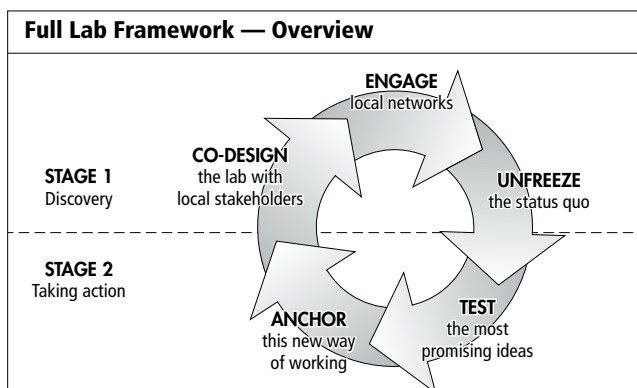 Full Lab Framework — Overview
ENGAGE
local networks
CO-DESIGN
the lab with
local stakeholders
STAGE 1
Discovery
UNFREEZE
the status quo
STAGE 2
Taking action
TEST
the most
promising ideas
ANCHOR
this new way
of working